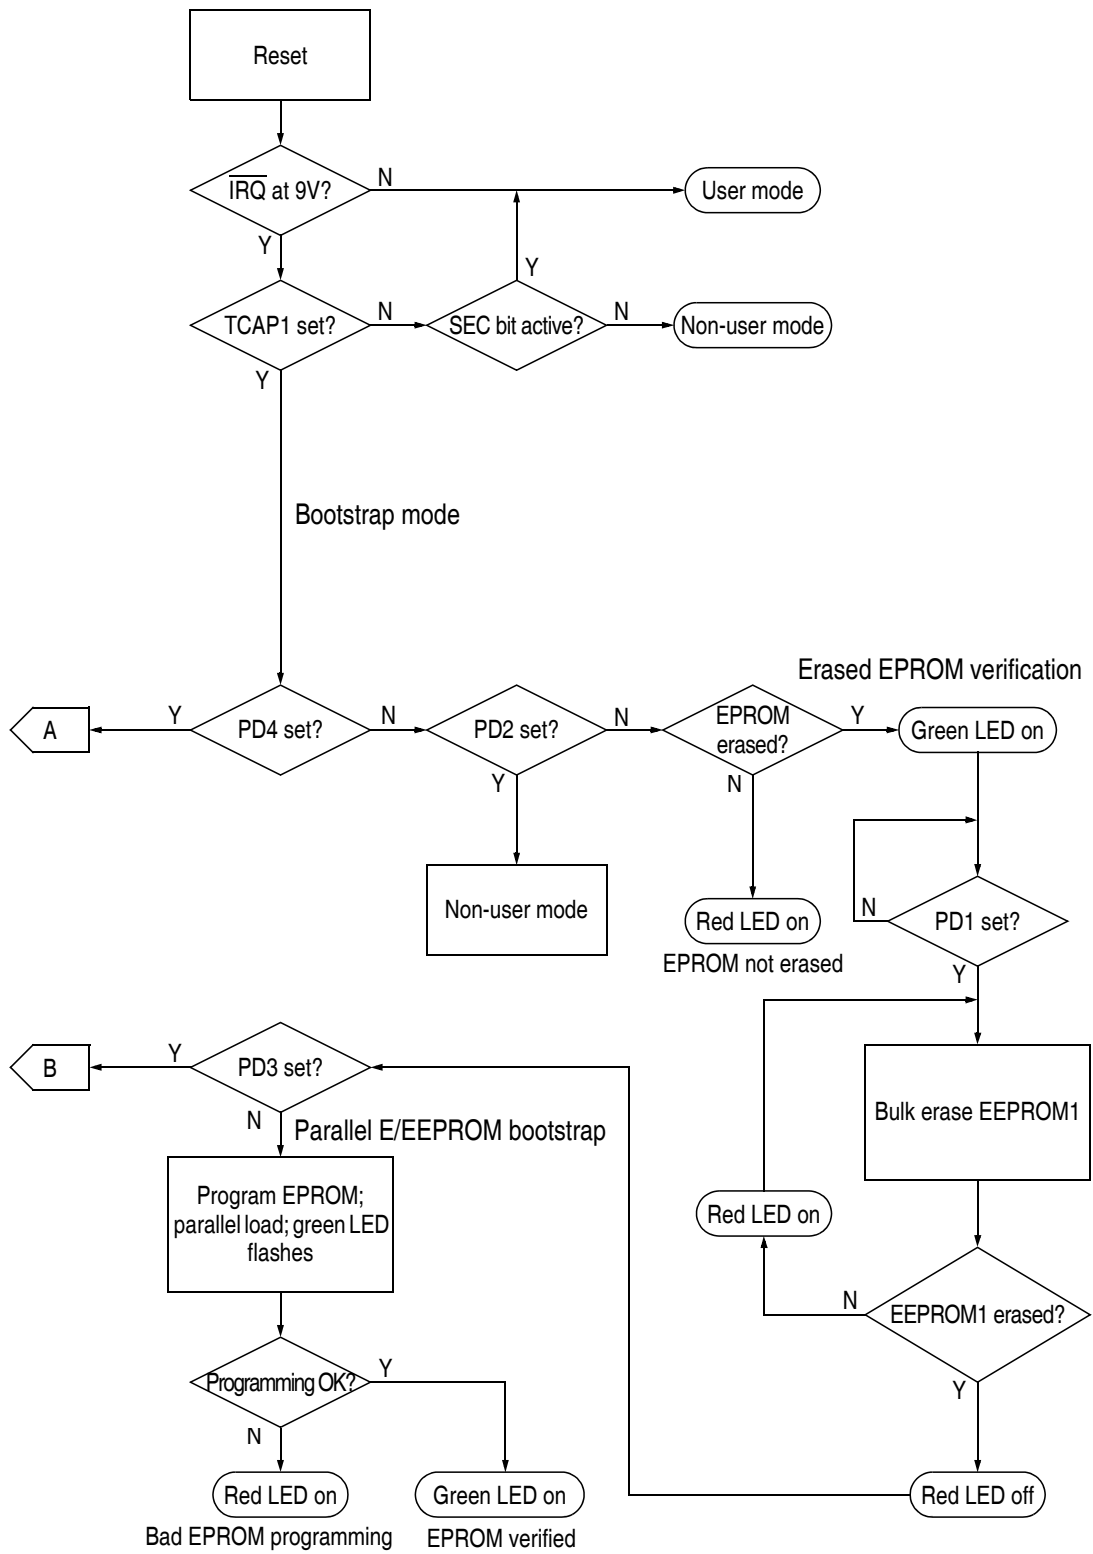 Reset
IRQ at 9V?
N
User mode
Y
Y
TCAP1 set?
N
SEC bit active?
N
Non-user mode
Y
Bootstrap mode
Erased EPROM verification
A
Y
PD4 set?
N
PD2 set?
N
EPROM
erased?
Y
Green LED on
Y
N
Non-user mode
Red LED on
EPROM not erased
N
PD1 set?
Y
B
Y
PD3 set?
N
Parallel E/EEPROM bootstrap
Bulk erase EEPROM1
Program EPROM;
parallel load; green LED
flashes
Red LED on
N
EEPROM1 erased?
Y
Programming OK?
Y
N
Red LED on
Bad EPROM programming
Green LED on
EPROM verified
Red LED off